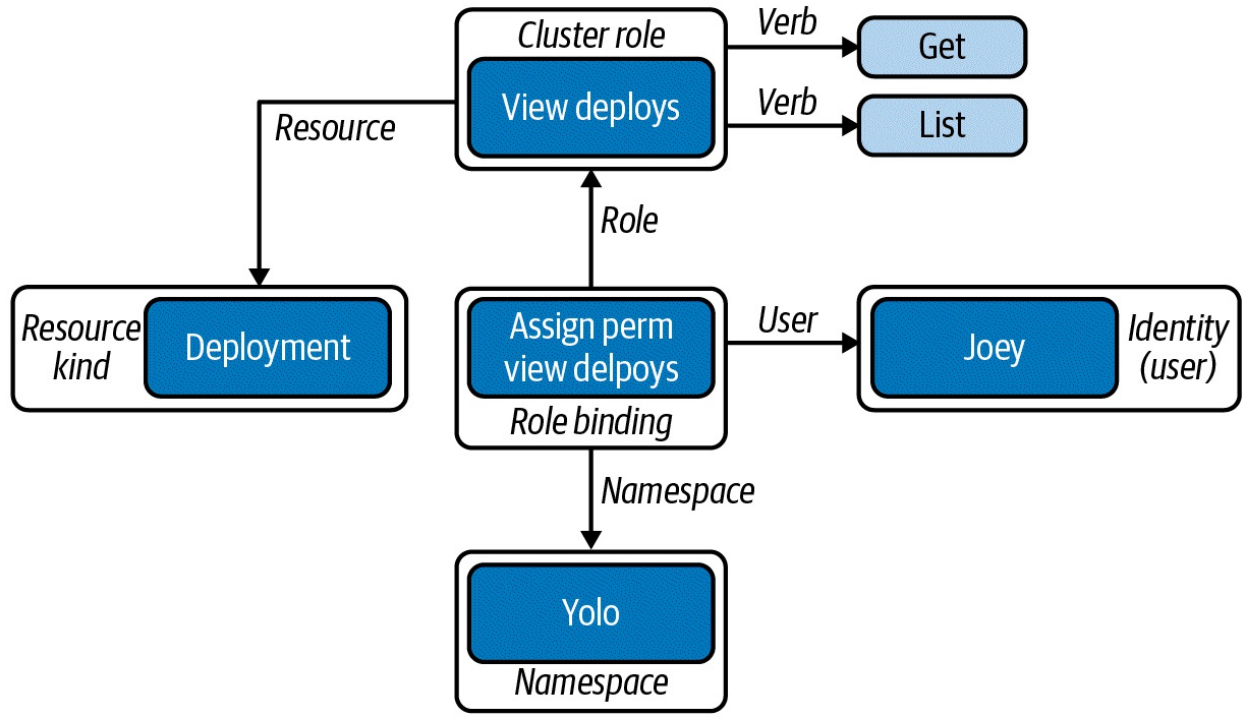 Cluster role
View deploys
Verb
Get
Verb
List
Resource
Role
Resource
kind
Deployment
Assign perm
view delpoys
Role binding
User
Joey
Identity
(user)
Namespace
Yolo
Namespace